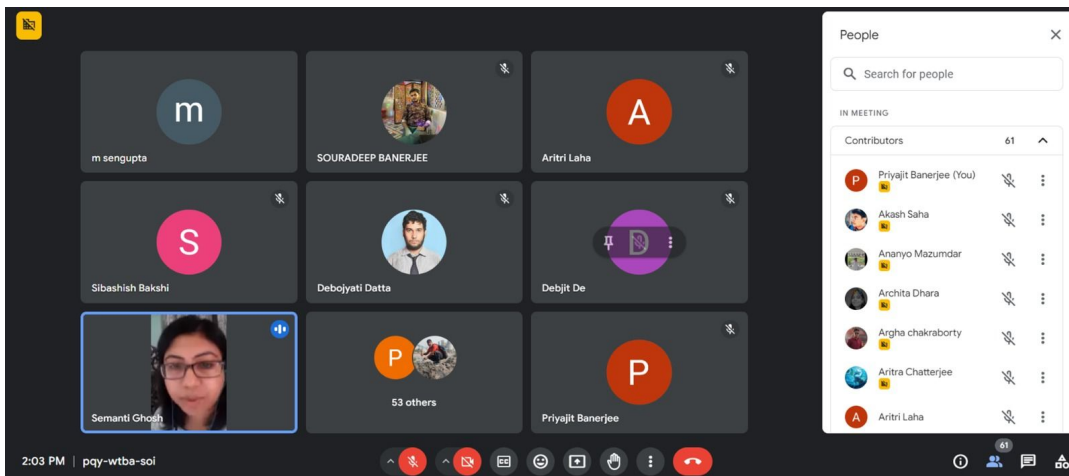 m
m sengupta
SOURADEEP BANERJEE
A
Aritri Laha
S
Sibashish Bakshi
Debojyati Datta
D
Debjit De
Semanti Ghosh
P
53 others
P
Priyajit Banerjee
2:03 PM | pqy-wtba-soi
CC
People
Search for people
IN MEETING
Contributors 61
P Priyajit Banerjee (You)
Akash Saha
Ananyo Mazumdar
Archita Dhara
Argha chakraborty
Aritra Chatterjee
A Aritri Laha
61